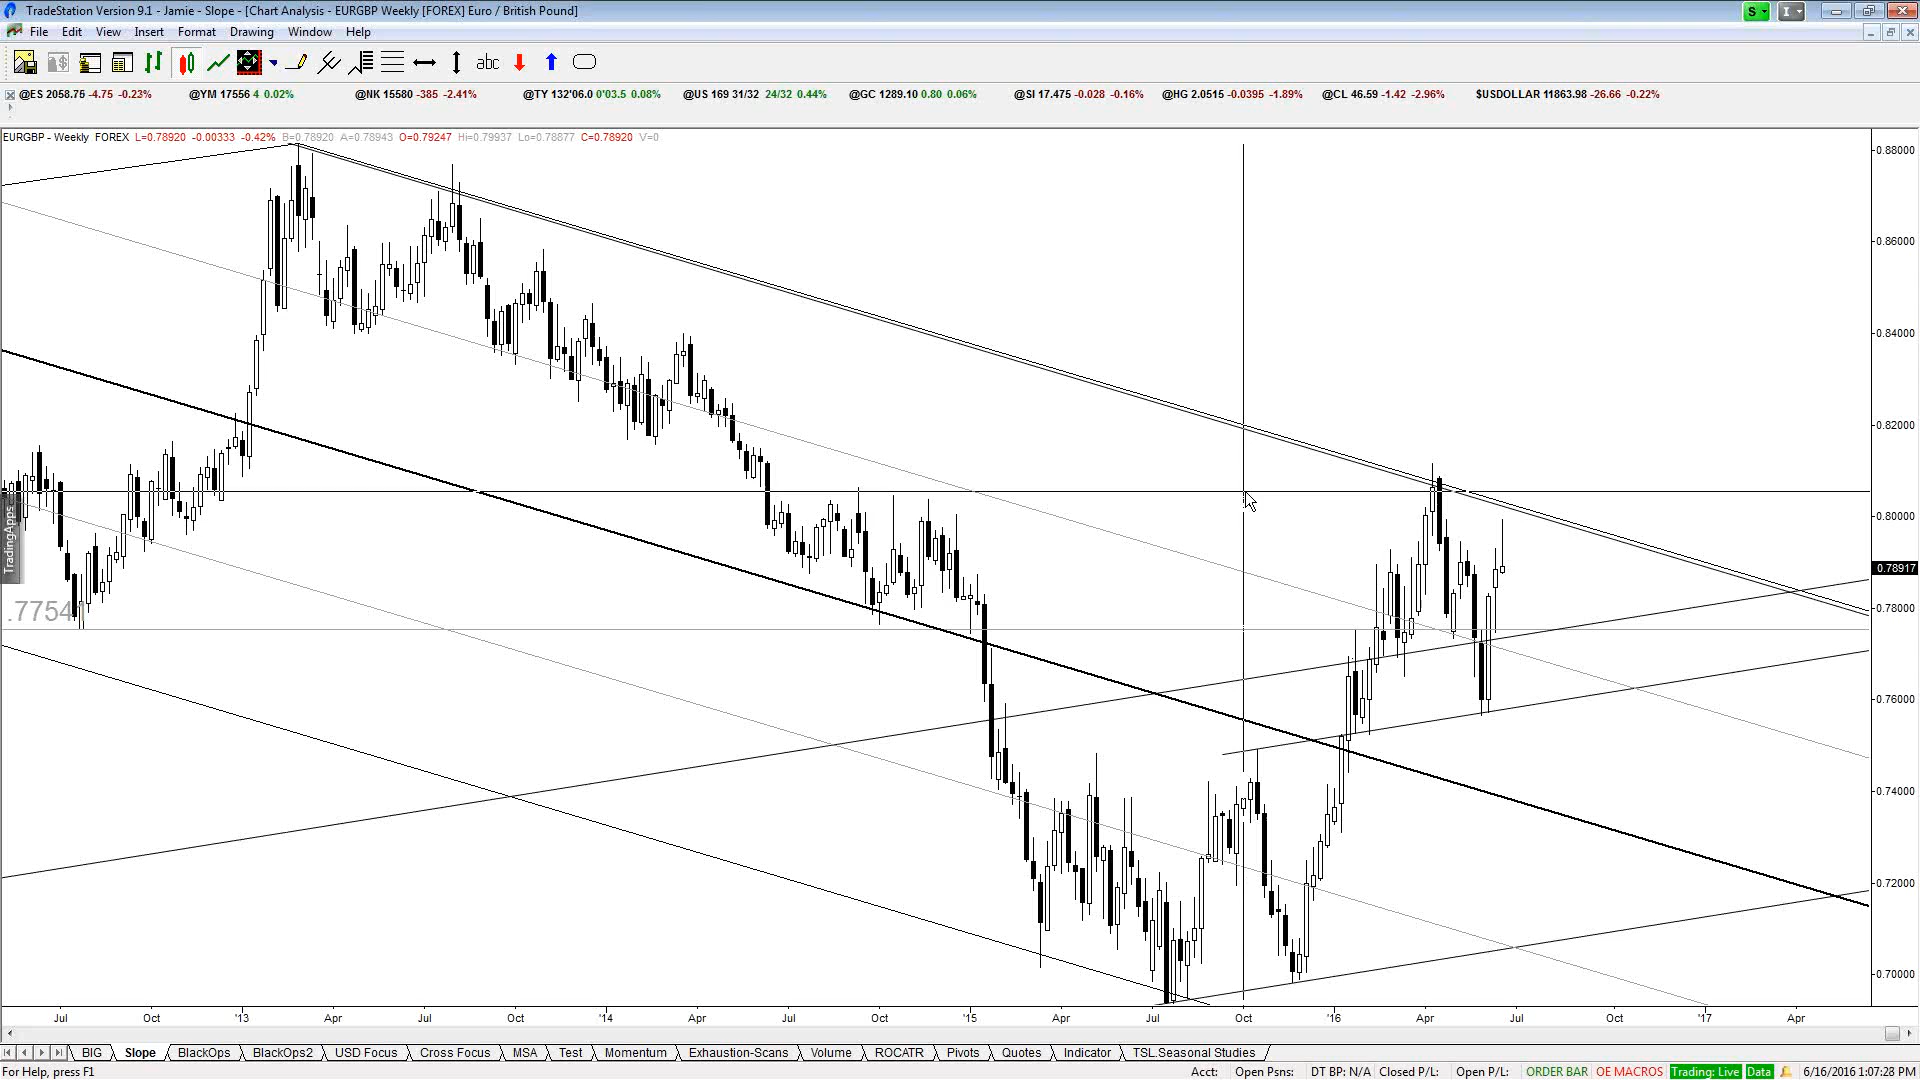 TradeStation Version 9.1 - Jamie - Slope - [Chart Analysis - EURGBP Weekly [FOREX] Euro / British Pound]
S I
File Edit View Insert Format Drawing Window Help
abc
@ES 2058.75 -4.75 -0.23% @YM 17556 4 0.02% @NK 15580 -385 -2.41% @TY 132'06.0 0'03.5 0.08% @US 169 31/32 24/32 0.44% @GC 1289.10 0.80 0.06% @SI 17.475 -0.028 -0.16% @HG 2.0515 -0.0395 -1.89% @CL 46.59 -1.42 -2.96% $USDOLLAR 11863.98 -26.66 -0.22%
EURGBP - Weekly FOREX L=0.78920 -0.00333 -0.42% B=0.78920 A=0.78943 O=0.79247 Hi=0.79937 Lo=0.78877 C=0.78920 V=0
0.88000
0.86000
0.84000
0.82000
0.80000
TradingApps
0.78917
.7754
0.78000
0.76000
0.74000
0.72000
0.70000
Jul Oct '13 Apr Jul Oct '14 Apr Jul Oct '15 Apr Jul Oct '16 Apr Jul Oct '17 Apr
BIG Slope BlackOps BlackOps2 USD Focus Cross Focus MSA Test Momentum Exhaustion-Scans Volume ROCATR Pivots Quotes Indicator TSL.Seasonal Studies
For Help, press F1 Acct: Open Psns: DT BP: N/A Closed P/L: Open P/L: ORDER BAR OE MACROS Trading: Live Data 6/16/2016 1:07:28 PM